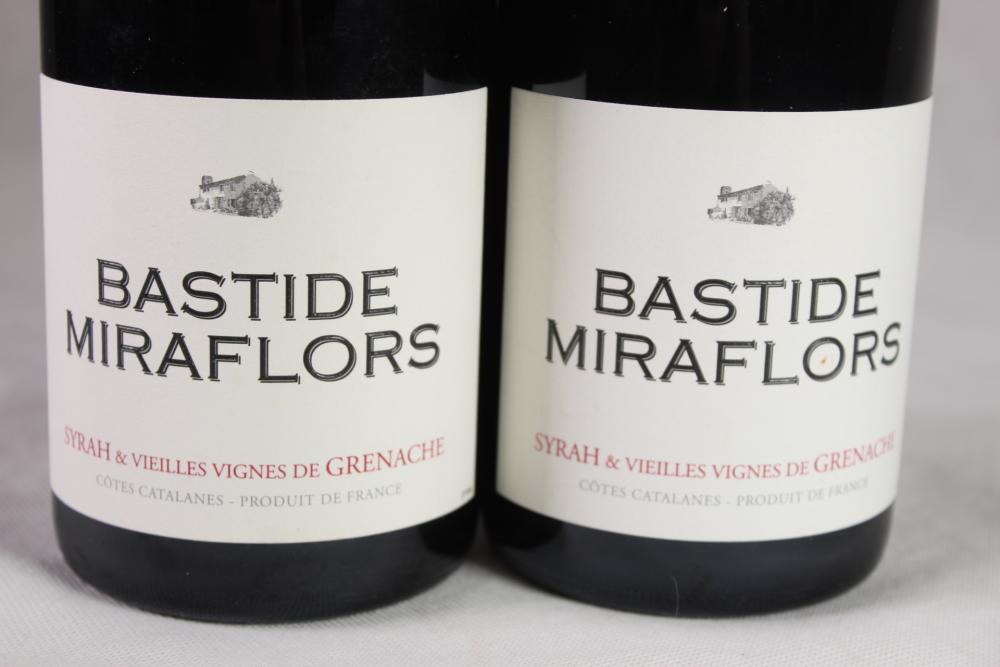 BASTIDE
MIRAFLORS
SYRAH & VIEILLES VIGNES DE GRENACHE
CÔTES CATALANES - PRODUIT DE FRANCE
BASTIDE
MIRAFLORS
SYRAH & VIEILLES VIGNES DE GRENACHE
CÔTES CATALANES - PRODUIT DE FRANCE